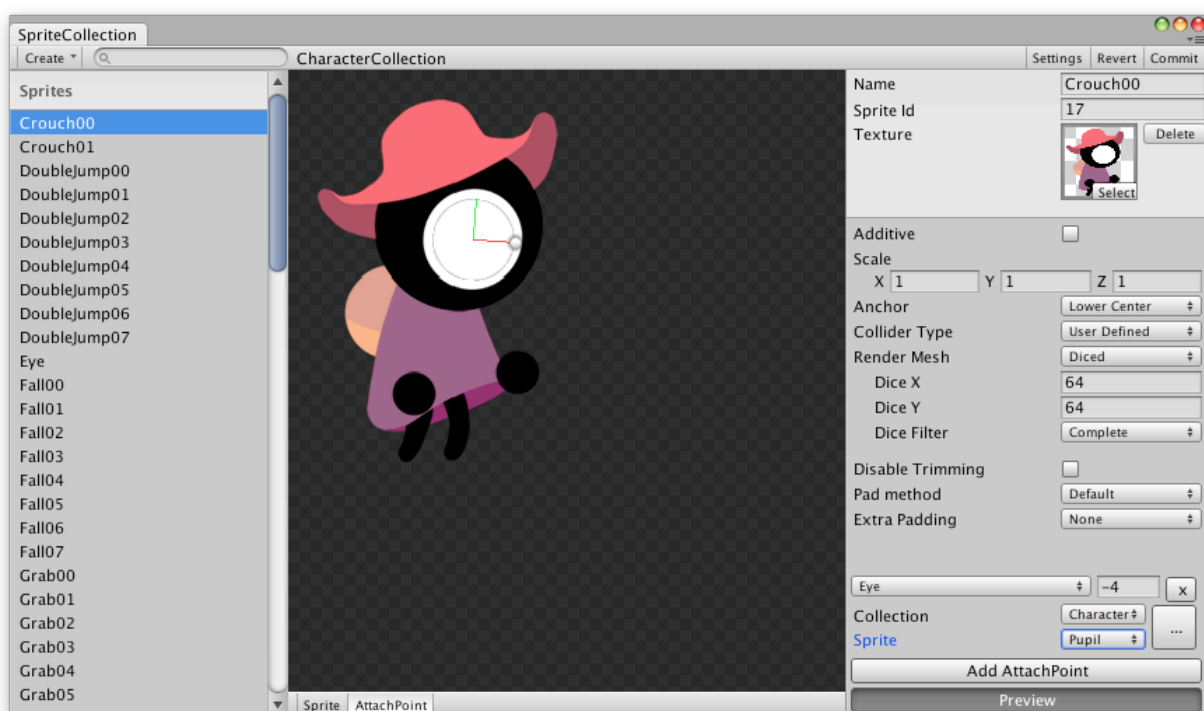 SpriteCollection
Create
CharacterCollection
Settings Revert Commit
Sprites
Crouch00
Crouch01
DoubleJump00
DoubleJump01
DoubleJump02
DoubleJump03
DoubleJump04
DoubleJump05
DoubleJump06
DoubleJump07
Eye
Fall00
Fall01
Fall02
Fall03
Fall04
Fall05
Fall06
Fall07
Grab00
Grab01
Grab02
Grab03
Grab04
Grab05
Sprite AttachPoint
Name Crouch00
Sprite Id 17
Texture Delete
Select
Additive
Scale
X 1 Y 1 Z 1
Anchor Lower Center
Collider Type User Defined
Render Mesh Diced
Dice X 64
Dice Y 64
Dice Filter Complete
Disable Trimming
Pad method Default
Extra Padding None
Eye -4 x
Collection Character
Sprite Pupil ...
Add AttachPoint
Preview